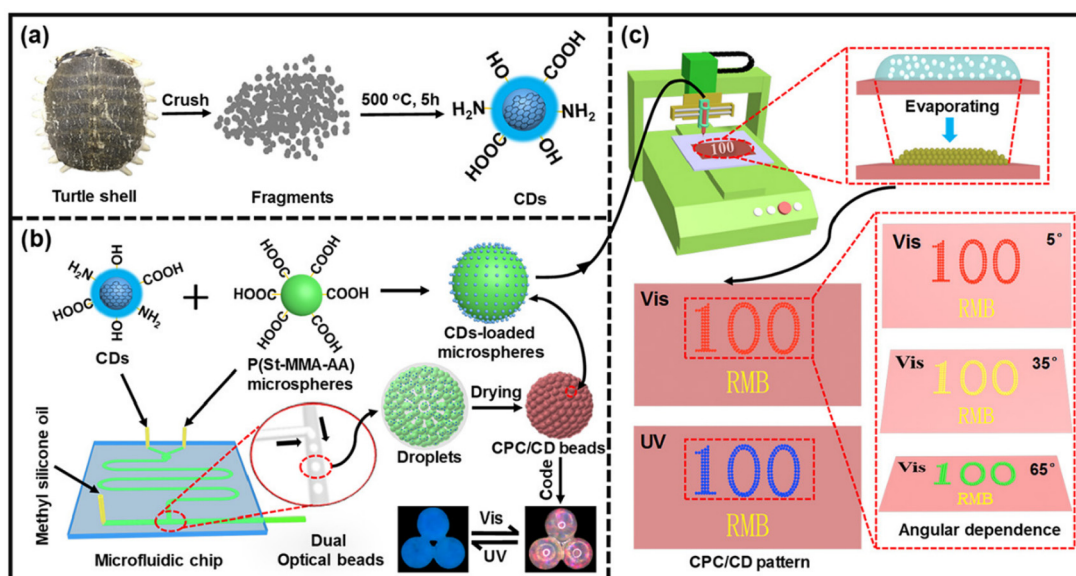 (a)
Crush
500 °C, 5h
HO
COOH
H₂N
NH₂
HOOC
OH
Turtle shell
Fragments
CDs
(b)
OH
H₂N
COOH
HOOC
NH₂
HO
CDs
HOOC
COOH
HOOC
COOH
HOOC
COOH
P(St-MMA-AA)
microspheres
CDs-loaded
microspheres
Methyl silicone oil
Microfluidic chip
Dual
Optical beads
Droplets
Drying
CPC/CD beads
Code
Vis
UV
(c)
100
Evaporating
Vis
100
RMB
UV
100
RMB
CPC/CD pattern
Vis
5°
100
RMB
Vis
35°
100
RMB
Vis
65°
100
RMB
Angular dependence